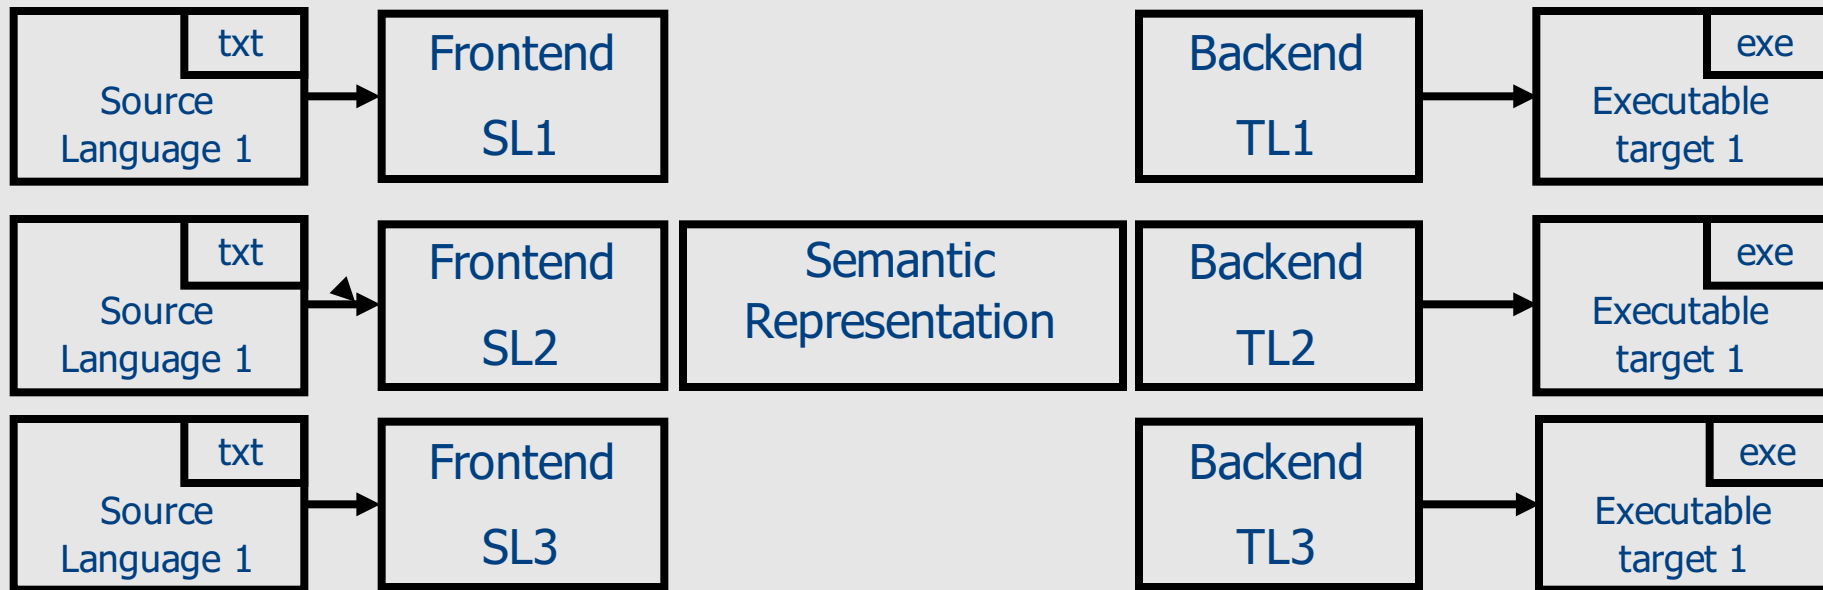 txt
Source
Language 1
Frontend
SL1
Backend
TL1
exe
Executable
target 1
txt
Source
Language 1
Frontend
SL2
Semantic
Representation
Backend
TL2
exe
Executable
target 1
txt
Source
Language 1
Frontend
SL3
Backend
TL3
exe
Executable
target 1